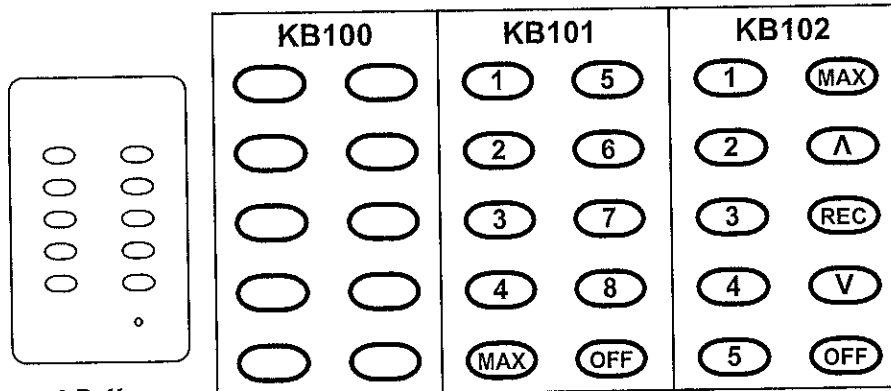 KB100 KB101 KB102
1 5 1 MAX
2 6 2 Λ
3 7 3 REC
4 8 4 V
MAX OFF 5 OFF